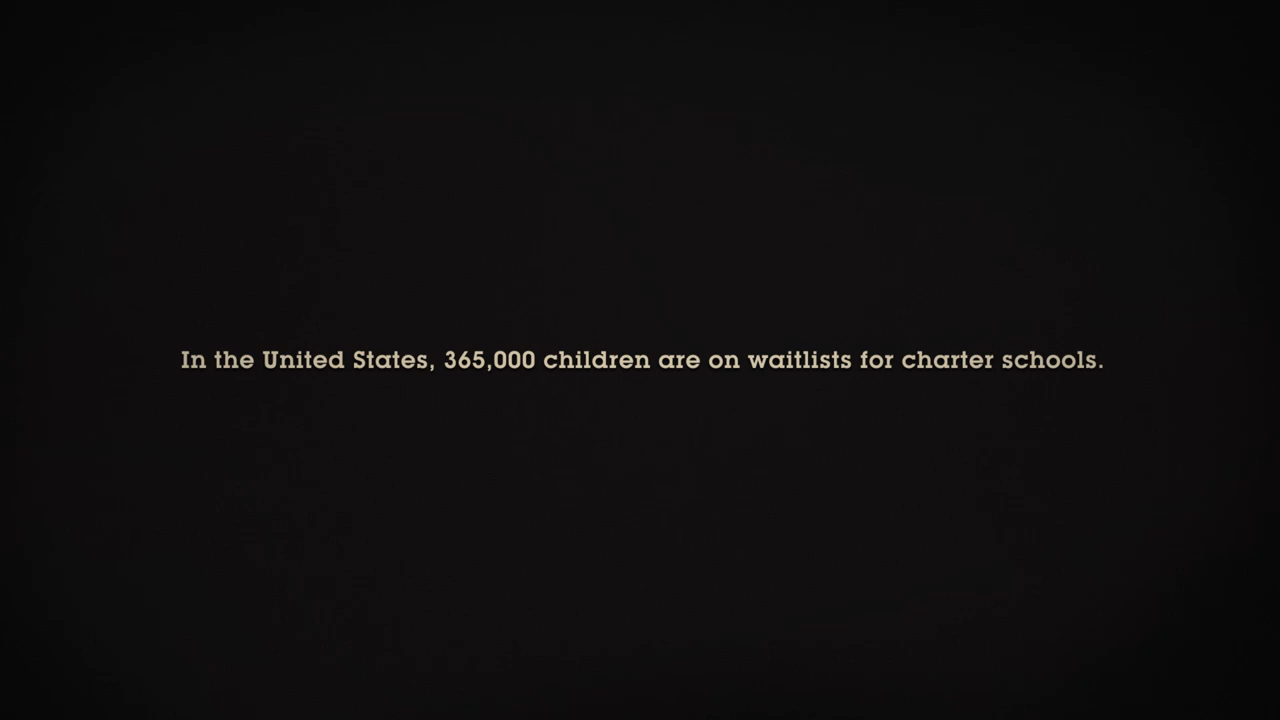 In the United States, 365,000 children are on waitlists for charter schools.